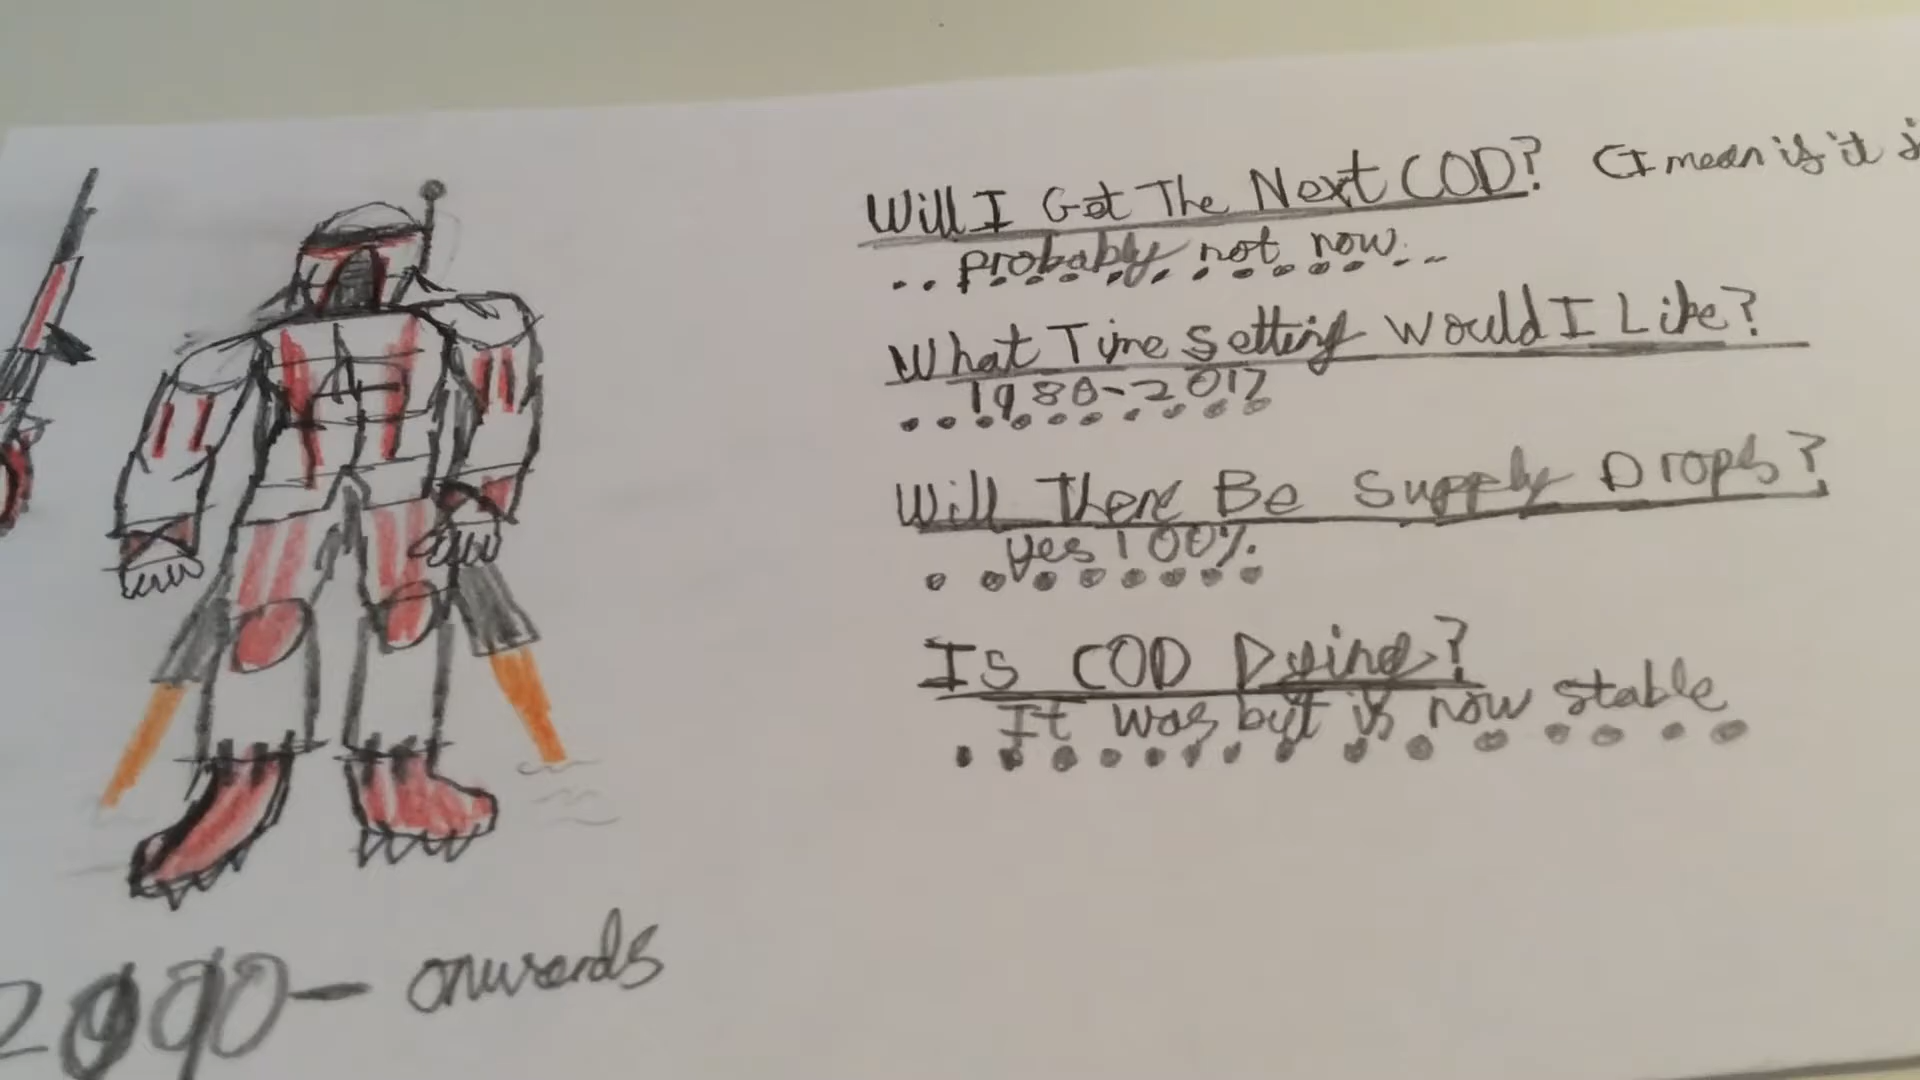 Will I Get The Next COD? (I mean is it
probably not now
What Time Setting Would I Like?
1980-2017
Will There Be Supply Drops?
yes 100%
Is COD Dying?
It was but is now stable
2090- onwards